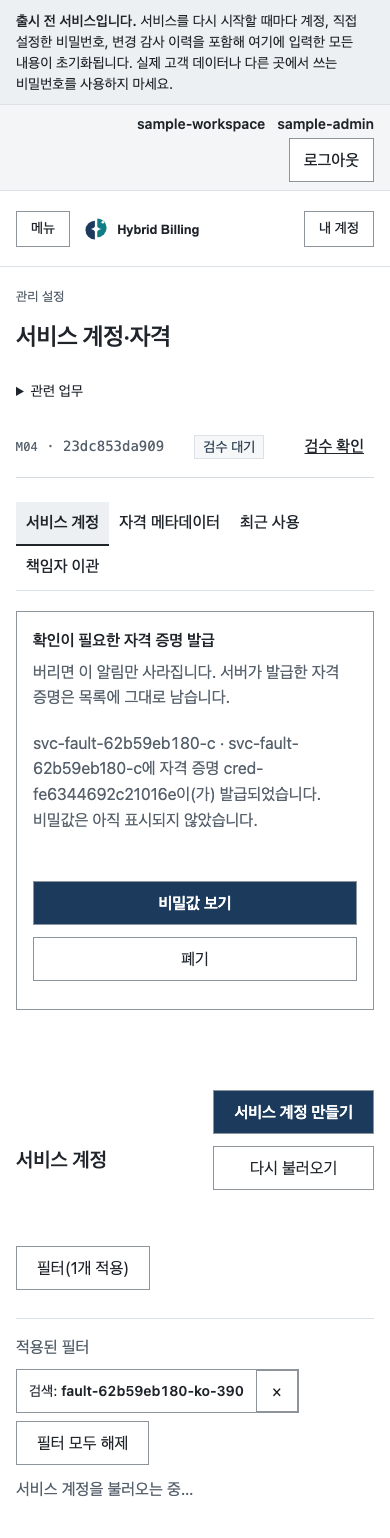 출시 전 서비스입니다. 서비스를 다시 시작할 때마다 계정, 직접
설정한 비밀번호, 변경 감사 이력을 포함해 여기에 입력한 모든
내용이 초기화됩니다. 실제 고객 데이터나 다른 곳에서 쓰는
비밀번호를 사용하지 마세요.
sample-workspace sample-admin
로그아웃
메뉴 Hybrid Billing 내 계정
관리 설정
서비스 계정·자격
▶ 관련 업무
M04 · 23dc853da909 검수 대기 검수 확인
서비스 계정 자격 메타데이터 최근 사용
책임자 이관
확인이 필요한 자격 증명 발급
버리면 이 알림만 사라집니다. 서버가 발급한 자격
증명은 목록에 그대로 남습니다.
svc-fault-62b59eb180-c · svc-fault-
62b59eb180-c에 자격 증명 cred-
fe6344692c21016e이(가) 발급되었습니다.
비밀값은 아직 표시되지 않았습니다.
비밀값 보기
폐기
서비스 계정 만들기
서비스 계정
다시 불러오기
필터(1개 적용)
적용된 필터
검색: fault-62b59eb180-ko-390 ×
필터 모두 해제
서비스 계정을 불러오는 중...